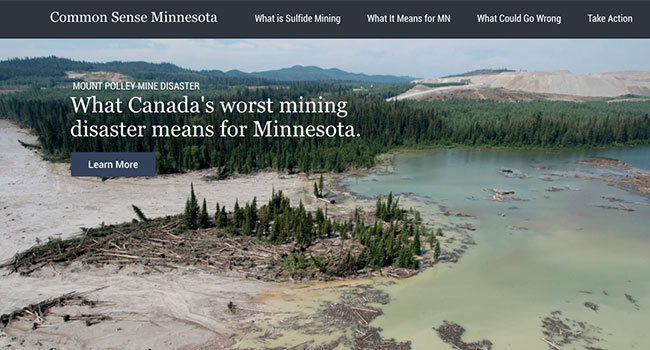 Common Sense Minnesota
What is Sulfide Mining
What It Means for MN
What Could Go Wrong
Take Action
MOUNT POLLEY MINE DISASTER
What Canada's worst mining
disaster means for Minnesota.
Learn More